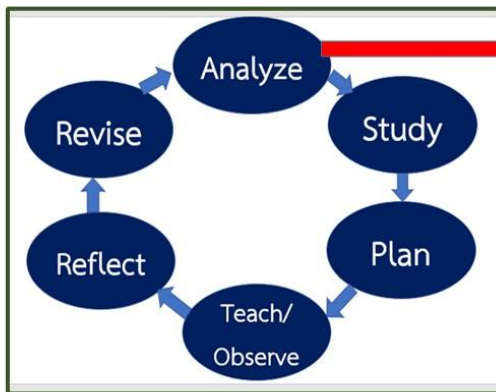 Analyze
Study
Plan
Teach/
Observe
Reflect
Revise